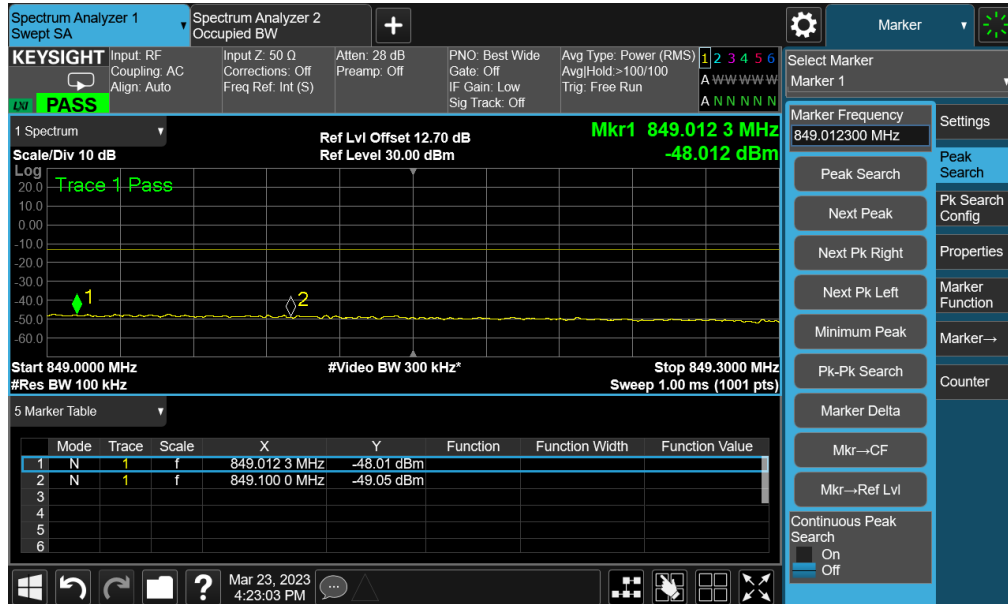 Spectrum Analyzer 1
Swept SA
Spectrum Analyzer 2
Occupied BW
+
Marker
KEYSIGHT
LXI
PASS
Input: RF
Coupling: AC
Align: Auto
Input Z: 50 Ω
Corrections: Off
Freq Ref: Int (S)
Atten: 28 dB
Preamp: Off
PNO: Best Wide
Gate: Off
IF Gain: Low
Sig Track: Off
Avg Type: Power (RMS)
Avg|Hold:>100/100
Trig: Free Run
1 2 3 4 5 6
A W W W W W
A N N N N N
Select Marker
Marker 1
1 Spectrum
Scale/Div 10 dB
Ref Lvl Offset 12.70 dB
Ref Level 30.00 dBm
Mkr1 849.012 3 MHz
-48.012 dBm
Log
Trace 1 Pass
20.0
10.0
0.00
-10.0
-20.0
-30.0
-40.0
-50.0
-60.0
1
2
Start 849.0000 MHz
#Res BW 100 kHz
#Video BW 300 kHz*
Stop 849.3000 MHz
Sweep 1.00 ms (1001 pts)
5 Marker Table
Mode Trace Scale X Y Function Function Width Function Value
1 N 1 f 849.012 3 MHz -48.01 dBm
2 N 1 f 849.100 0 MHz -49.05 dBm
3
4
5
6
Marker Frequency
849.012300 MHz
Peak Search
Next Peak
Next Pk Right
Next Pk Left
Minimum Peak
Pk-Pk Search
Marker Delta
Mkr→CF
Mkr→Ref Lvl
Continuous Peak
Search
On
Off
Settings
Peak
Search
Pk Search
Config
Properties
Marker
Function
Marker→
Counter
?
Mar 23, 2023
4:23:03 PM